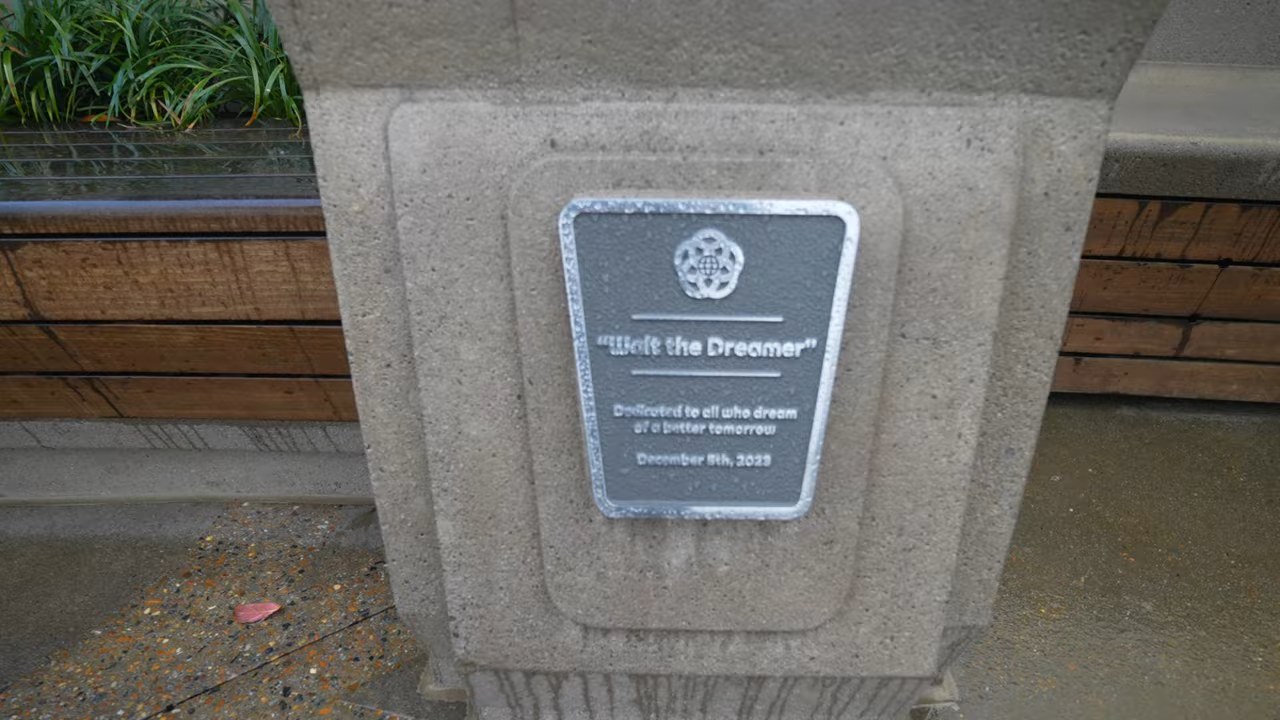 "Walt the Dreamer"
Dedicated to all who dream
of a better tomorrow
December 5th, 2023